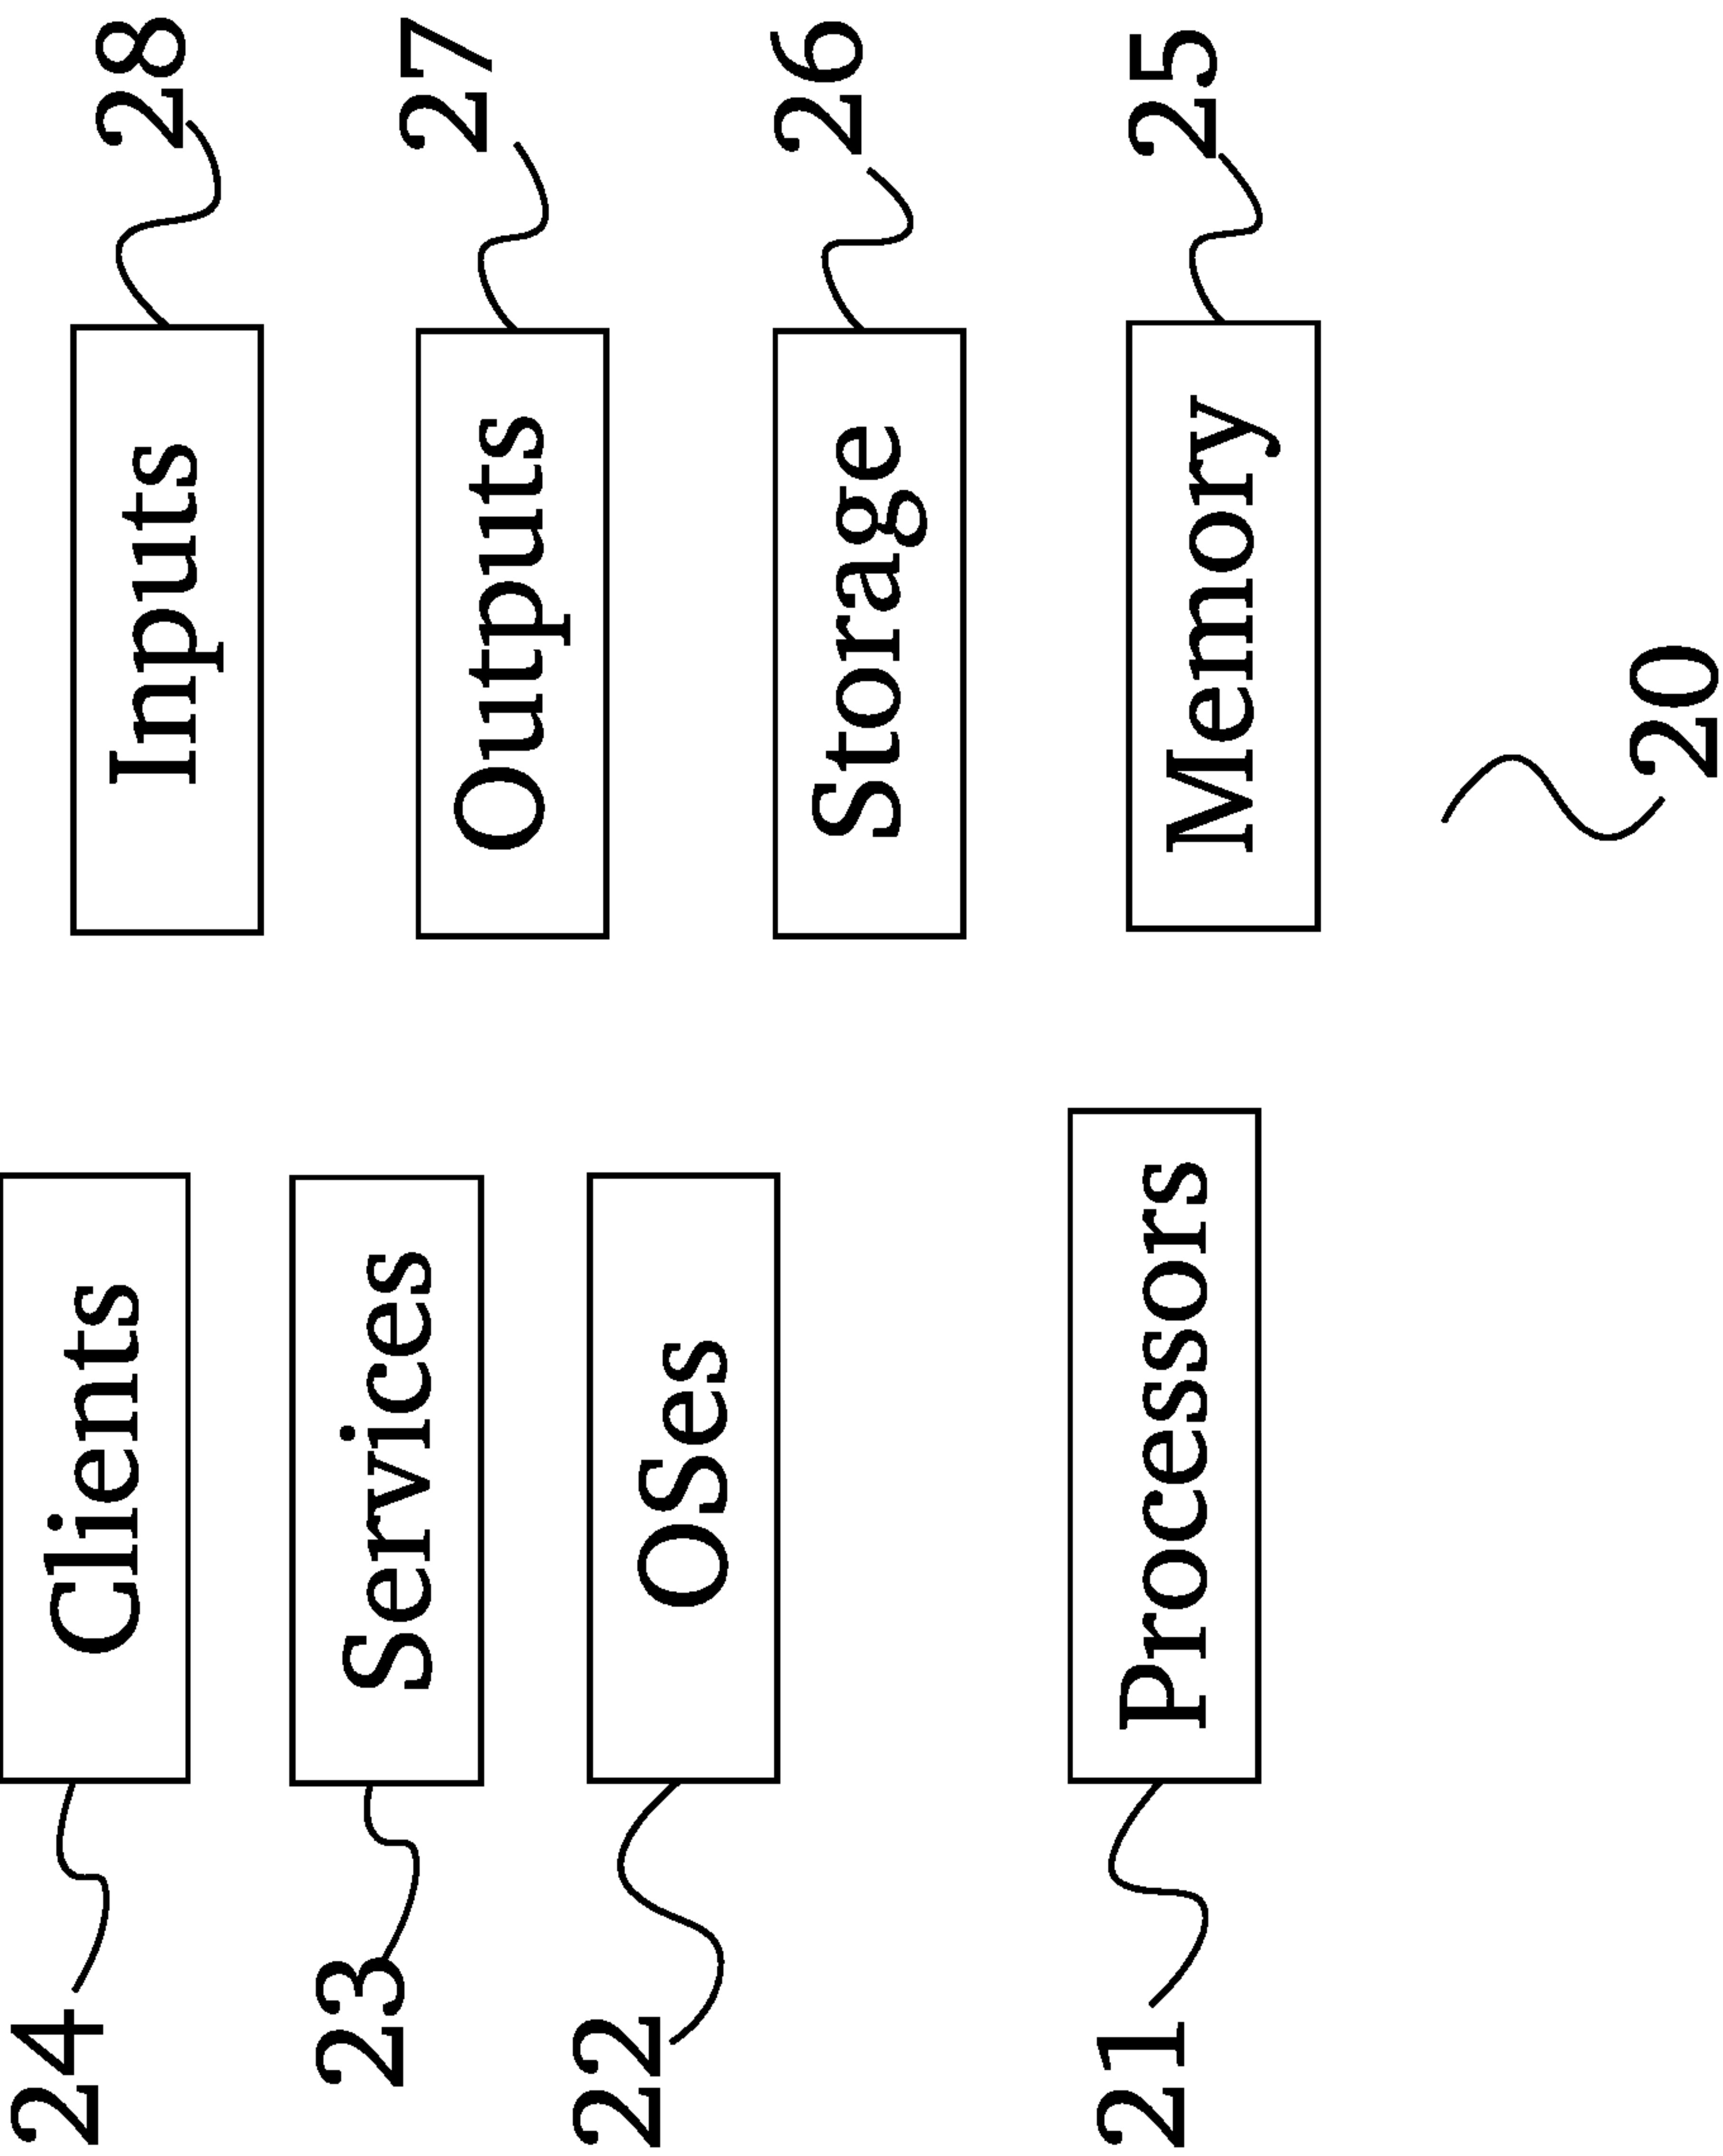 24
Clients
Inputs
28
23
Services
Outputs
27
22
OSes
Storage
26
21
Processors
Memory
25
20